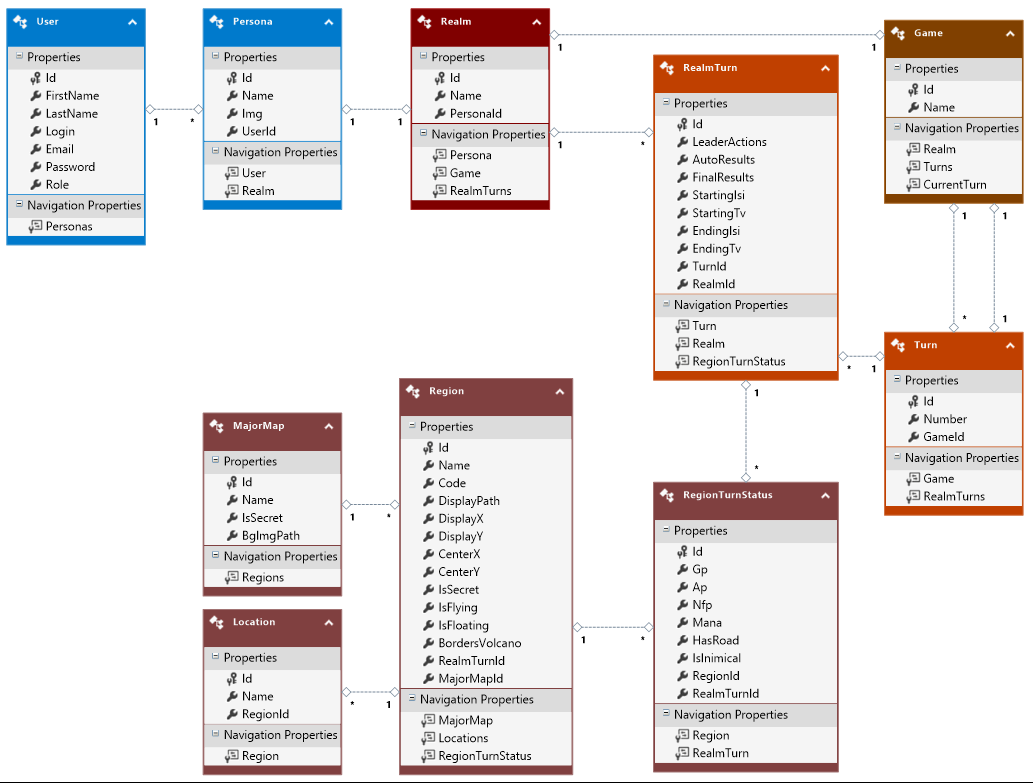 User
Properties
Id
FirstName
LastName
Login
Email
Password
Role
Navigation Properties
Personas
1
*
Persona
Properties
Id
Name
Img
UserId
Navigation Properties
User
Realm
1
1
Realm
Properties
Id
Name
PersonaId
Navigation Properties
Persona
Game
RealmTurns
1
1
1
*
RealmTurn
Properties
Id
LeaderActions
AutoResults
FinalResults
StartingIsi
StartingTv
EndingIsi
EndingTv
TurnId
RealmId
Navigation Properties
Turn
Realm
RegionTurnStatus
Game
Properties
Id
Name
Navigation Properties
Realm
Turns
CurrentTurn
1
1
*
1
Turn
Properties
Id
Number
GameId
Navigation Properties
Game
RealmTurns
*
1
1
*
MajorMap
Properties
Id
Name
IsSecret
BgImgPath
Navigation Properties
Regions
1
*
Location
Properties
Id
Name
RegionId
Navigation Properties
Region
*
1
Region
Properties
Id
Name
Code
DisplayPath
DisplayX
DisplayY
CenterX
CenterY
IsSecret
IsFlying
IsFloating
BordersVolcano
RealmTurnId
MajorMapId
Navigation Properties
MajorMap
Locations
RegionTurnStatus
1
*
RegionTurnStatus
Properties
Id
Gp
Ap
Nfp
Mana
HasRoad
IsInimical
RegionId
RealmTurnId
Navigation Properties
Region
RealmTurn